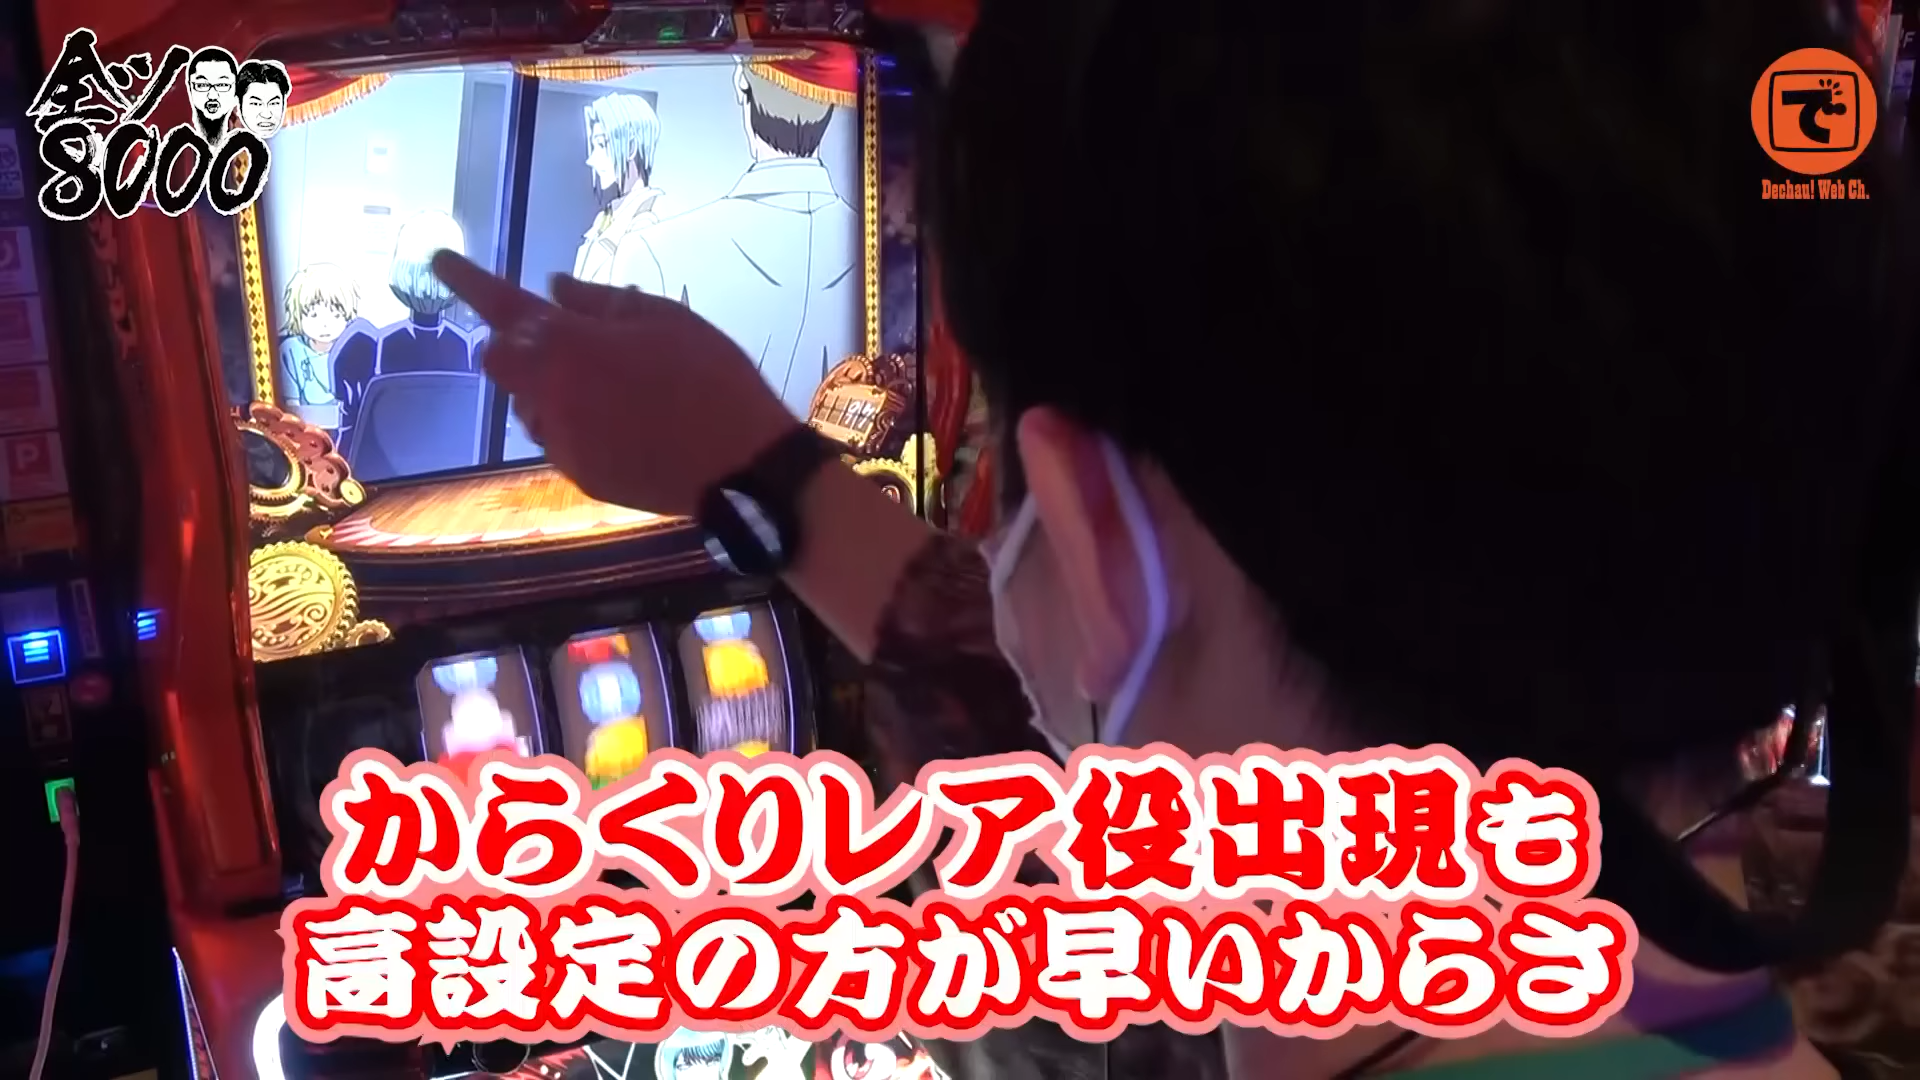 全ツ
8000
で
Dechau! Web Ch.
P
からくりレア役出現も
高設定の方が早いからさ